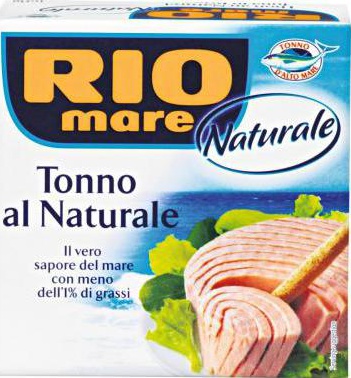 RIO
mare
TONNO
D'ALTO MARE
Naturale
Tonno
al Naturale
Il vero
sapore del mare
con meno
dell'1% di grassi